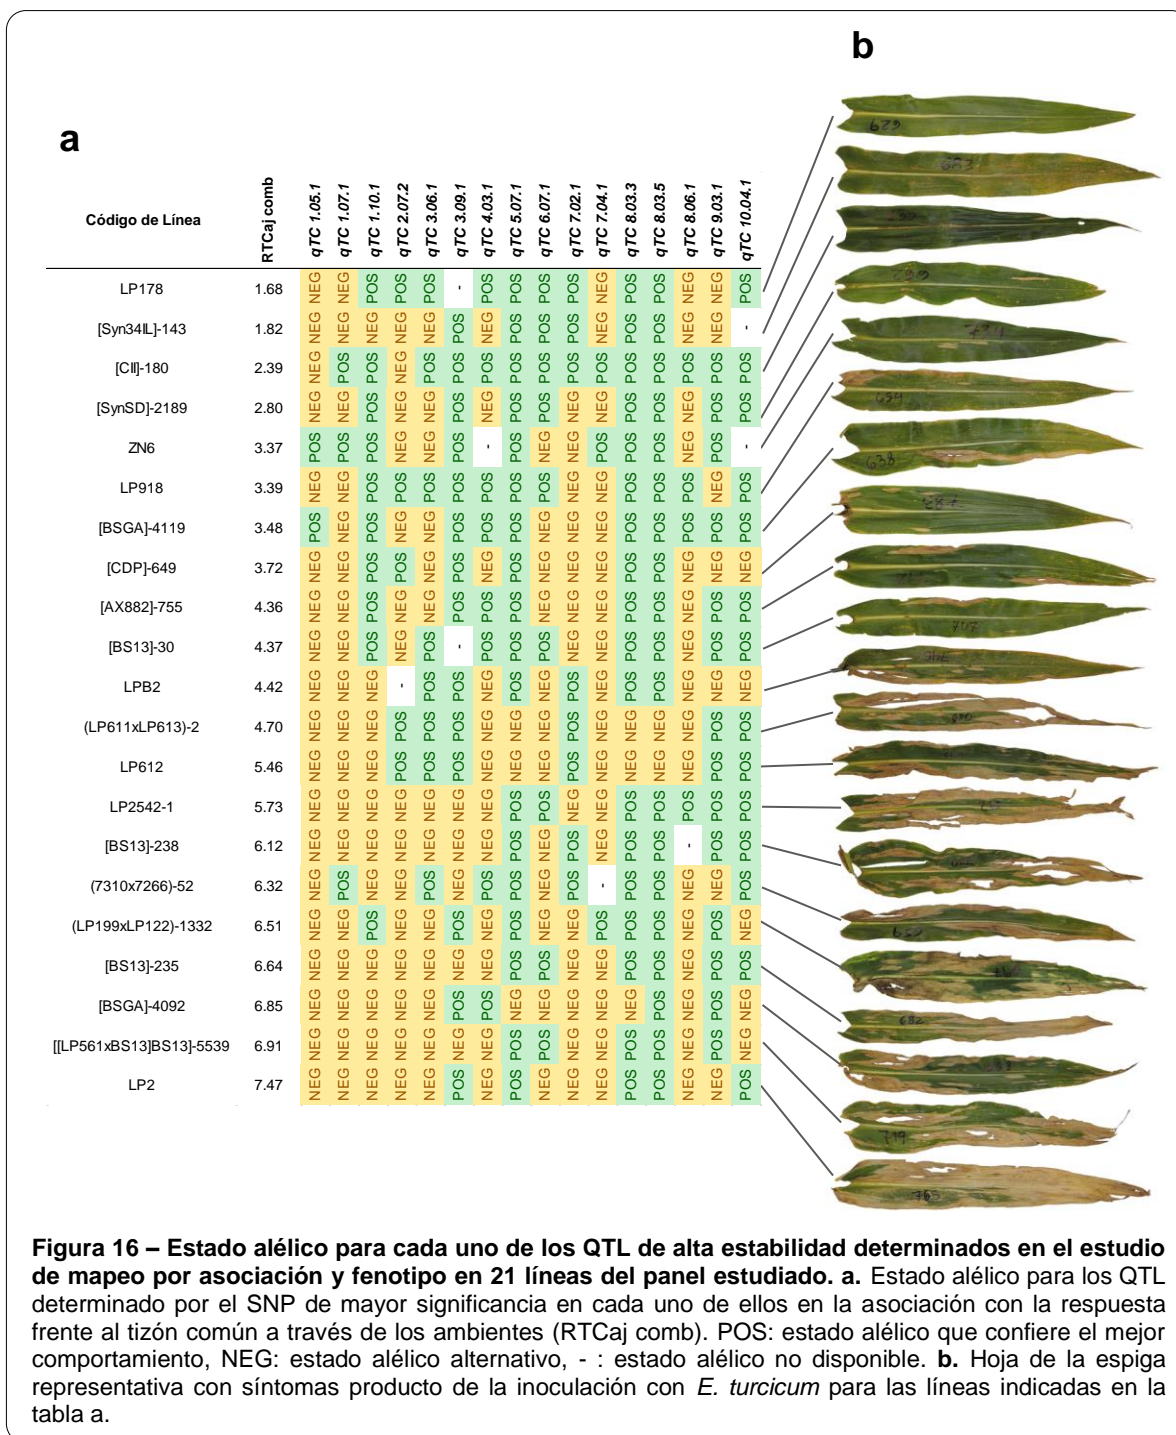 b
a
Código de Línea RTCaj comb qTC 1.05.1 qTC 1.07.1 qTC 1.10.1 qTC 2.07.2 qTC 3.06.1 qTC 3.09.1 qTC 4.03.1 qTC 5.07.1 qTC 6.07.1 qTC 7.02.1 qTC 7.04.1 qTC 8.03.3 qTC 8.03.5 qTC 8.06.1 qTC 9.03.1 qTC 10.04.1
LP178 1.68 NEG NEG POS POS POS - POS POS POS POS NEG POS POS NEG NEG POS
[Syn34IL]-143 1.82 NEG NEG NEG NEG NEG POS NEG POS POS POS NEG POS POS NEG NEG -
[CII]-180 2.39 NEG POS POS NEG POS POS POS POS POS POS POS POS POS POS POS POS
[SynSD]-2189 2.80 NEG NEG POS NEG NEG POS NEG POS POS NEG NEG POS POS NEG POS POS
ZN6 3.37 POS POS POS NEG NEG POS - POS NEG NEG POS POS POS NEG POS -
LP918 3.39 NEG NEG POS POS POS POS POS POS POS NEG NEG POS POS POS NEG POS
[BSGA]-4119 3.48 POS NEG POS NEG NEG POS POS POS NEG NEG NEG POS POS POS POS POS
[CDP]-649 3.72 NEG NEG POS POS NEG POS NEG POS NEG NEG NEG POS POS NEG NEG NEG
[AX882]-755 4.36 NEG NEG POS NEG NEG POS POS POS NEG NEG NEG POS POS NEG POS POS
[BS13]-30 4.37 NEG NEG POS NEG POS - POS POS POS NEG NEG POS POS NEG POS POS
LPB2 4.42 NEG NEG NEG - POS POS NEG POS NEG POS NEG POS POS NEG NEG NEG
(LP611xLP613)-2 4.70 NEG NEG NEG POS POS POS NEG NEG NEG POS NEG NEG NEG NEG POS POS
LP612 5.46 NEG NEG NEG POS POS POS NEG NEG NEG POS NEG NEG NEG NEG POS POS
LP2542-1 5.73 NEG NEG NEG NEG NEG NEG NEG POS POS NEG NEG POS POS POS POS POS
[BS13]-238 6.12 NEG NEG NEG NEG NEG NEG NEG POS NEG POS NEG POS POS - POS POS
(7310x7266)-52 6.32 NEG POS NEG NEG POS NEG POS POS NEG POS - POS POS NEG NEG POS
(LP199xLP122)-1332 6.51 NEG NEG POS NEG NEG POS NEG POS NEG NEG POS POS POS NEG POS NEG
[BS13]-235 6.64 NEG NEG NEG NEG NEG NEG NEG POS POS NEG NEG POS POS NEG POS POS
[BSGA]-4092 6.85 NEG NEG NEG NEG NEG POS POS NEG NEG NEG NEG NEG POS NEG POS NEG
[[LP561xBS13]BS13]-5539 6.91 NEG NEG NEG NEG NEG NEG NEG POS POS NEG NEG POS POS NEG POS NEG
LP2 7.47 NEG NEG NEG NEG NEG POS NEG POS NEG NEG NEG POS POS NEG NEG POS
629
683
638
682
719
765
Figura 16 – Estado alélico para cada uno de los QTL de alta estabilidad determinados en el estudio
de mapeo por asociación y fenotipo en 21 líneas del panel estudiado. a. Estado alélico para los QTL
determinado por el SNP de mayor significancia en cada uno de ellos en la asociación con la respuesta
frente al tizón común a través de los ambientes (RTCaj comb). POS: estado alélico que confiere el mejor
comportamiento, NEG: estado alélico alternativo, - : estado alélico no disponible. b. Hoja de la espiga
representativa con síntomas producto de la inoculación con E. turcicum para las líneas indicadas en la
tabla a.